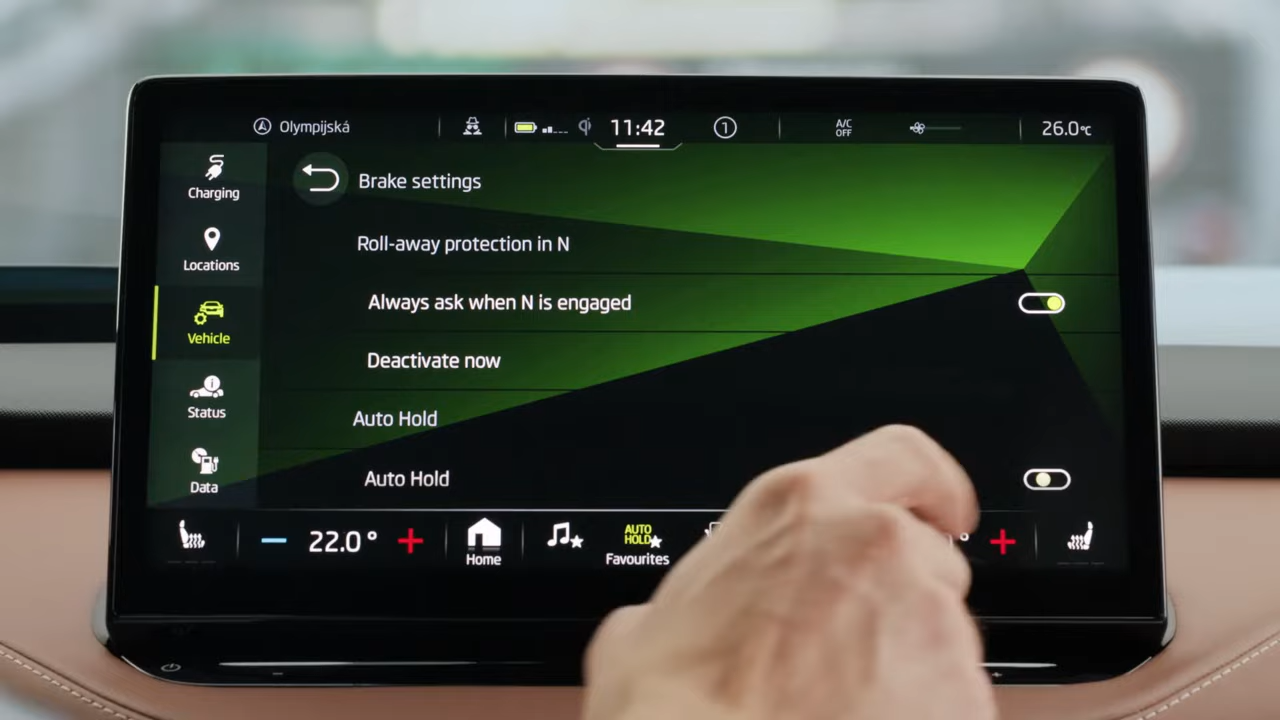 Olympijská
11:42
1
A/C
OFF
26.0°C
Charging
Brake settings
Roll-away protection in N
Locations
Always ask when N is engaged
Vehicle
Deactivate now
Status
Auto Hold
Data
Auto Hold
22.0°
Home
AUTO
HOLD
Favourites